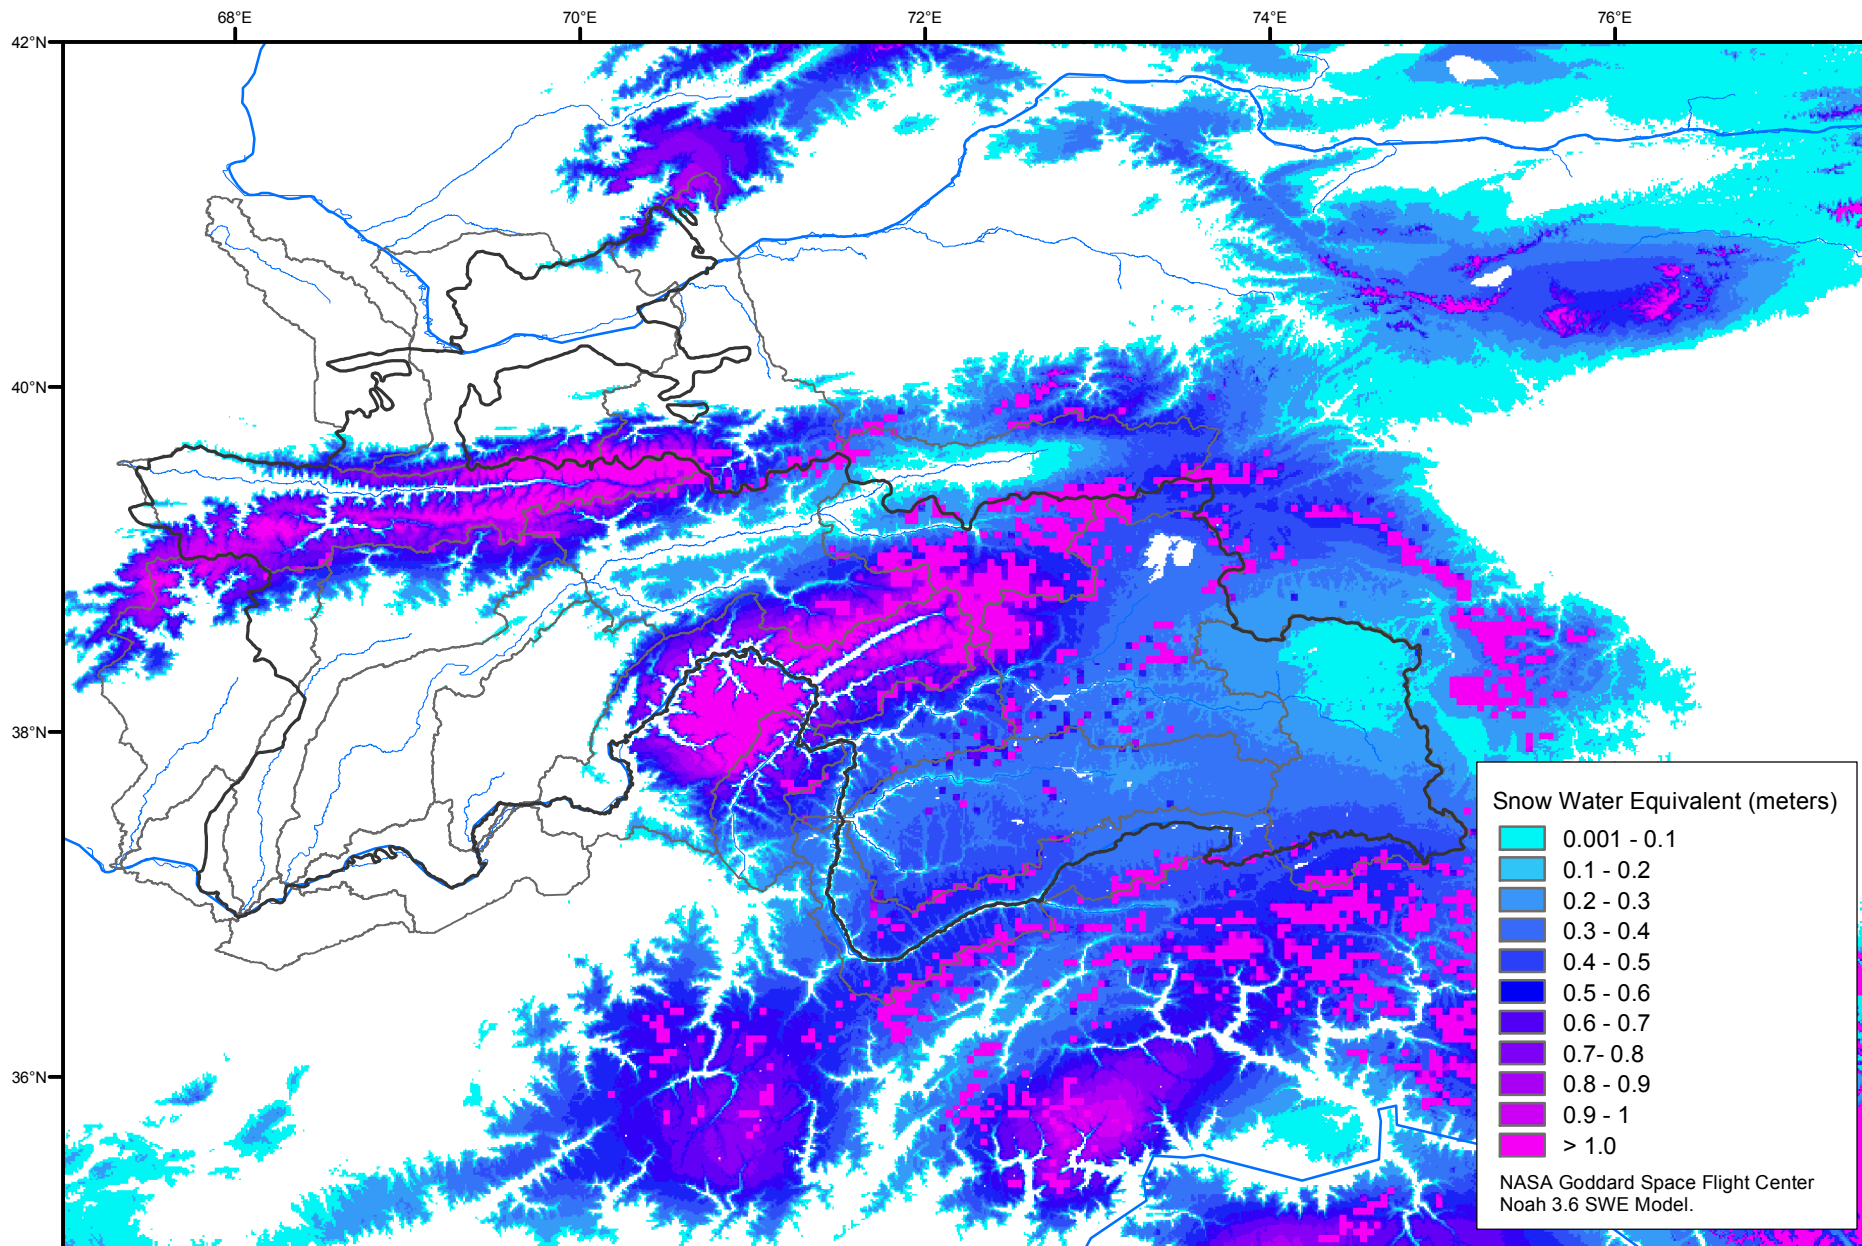 68°E
70°E
72°E
74°E
76°E
42°N
40°N
38°N
36°N
Snow Water Equivalent (meters)
0.001 - 0.1
0.1 - 0.2
0.2 - 0.3
0.3 - 0.4
0.4 - 0.5
0.5 - 0.6
0.6 - 0.7
0.7- 0.8
0.8 - 0.9
0.9 - 1
> 1.0
NASA Goddard Space Flight Center
Noah 3.6 SWE Model.